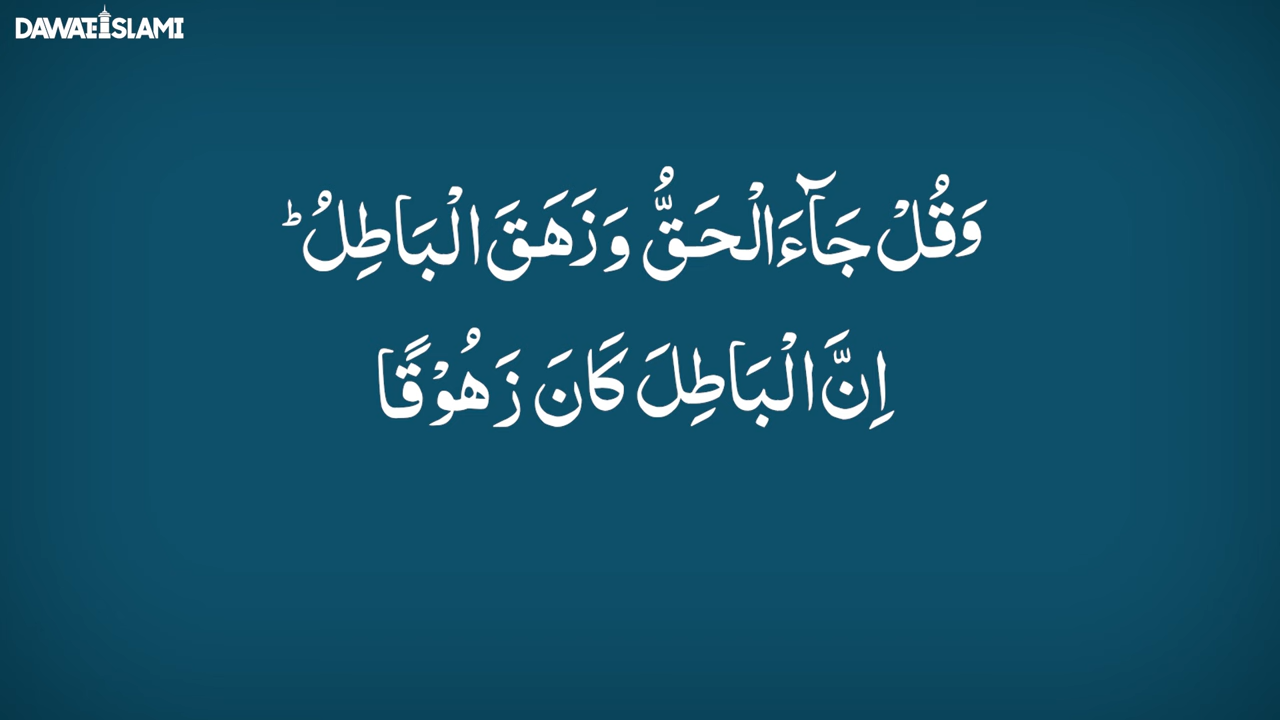 DAWATEISLAMI
وَقُلْ جَآءَ الْحَقُّ وَزَهَقَ الْبَاطِلُ ؕ
اِنَّ الْبَاطِلَ كَانَ زَهُوْقًا